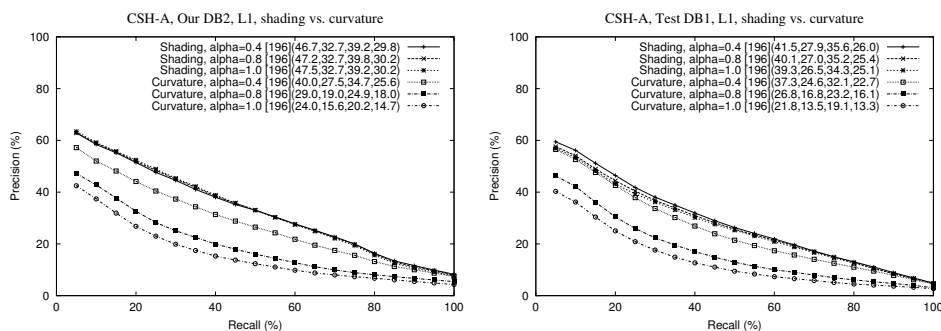 CSH-A, Our DB2, L1, shading vs. curvature
100
80
60
40
20
0
Precision (%)
Shading, alpha=0.4 [196](46.7,32.7,39.2,29.8)
Shading, alpha=0.8 [196](47.2,32.7,39.8,30.2)
Shading, alpha=1.0 [196](47.5,32.7,39.2,30.2)
Curvature, alpha=0.4 [196](40.0,27.5,34.7,25.6)
Curvature, alpha=0.8 [196](29.0,19.0,24.9,18.0)
Curvature, alpha=1.0 [196](24.0,15.6,20.2,14.7)
0 20 40 60 80 100
Recall (%)
CSH-A, Test DB1, L1, shading vs. curvature
100
80
60
40
20
0
Precision (%)
Shading, alpha=0.4 [196](41.5,27.9,35.6,26.0)
Shading, alpha=0.8 [196](40.1,27.0,35.2,25.4)
Shading, alpha=1.0 [196](39.3,26.5,34.3,25.1)
Curvature, alpha=0.4 [196](37.3,24.6,32.1,22.7)
Curvature, alpha=0.8 [196](26.8,16.8,23.2,16.1)
Curvature, alpha=1.0 [196](21.8,13.5,19.1,13.3)
0 20 40 60 80 100
Recall (%)